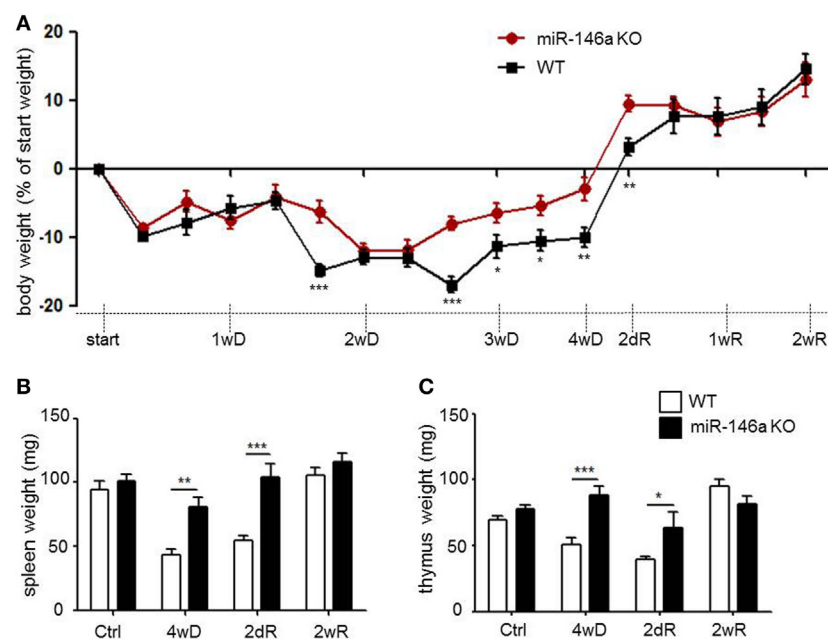 A
miR-146a KO
WT
body weight (% of start weight)
20
10
0
-10
-20
***
***
*
*
**
**
start
1wD
2wD
3wD
4wD
2dR
1wR
2wR
B
spleen weight (mg)
150
100
50
0
**
***
Ctrl
4wD
2dR
2wR
C
WT
miR-146a KO
thymus weight (mg)
150
100
50
0
***
*
Ctrl
4wD
2dR
2wR